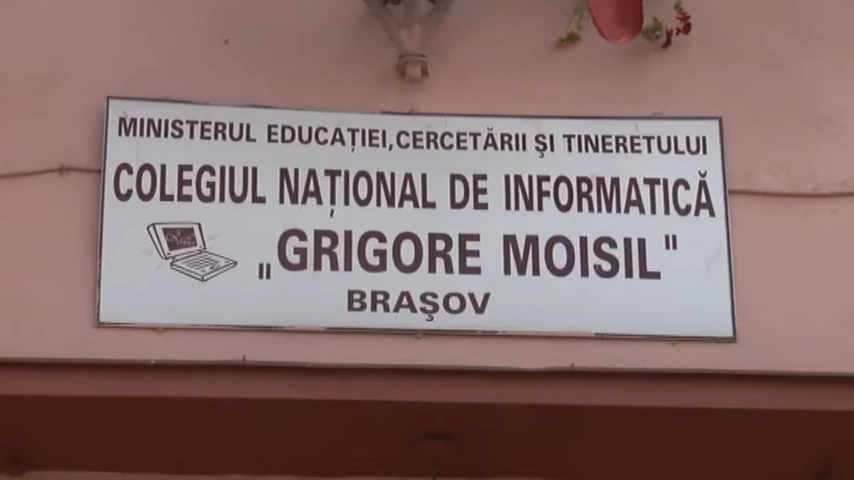 MINISTERUL EDUCAȚIEI,CERCETĂRII ȘI TINERETULUI
COLEGIUL NAȚIONAL DE INFORMATICĂ
„GRIGORE MOISIL"
BRAȘOV